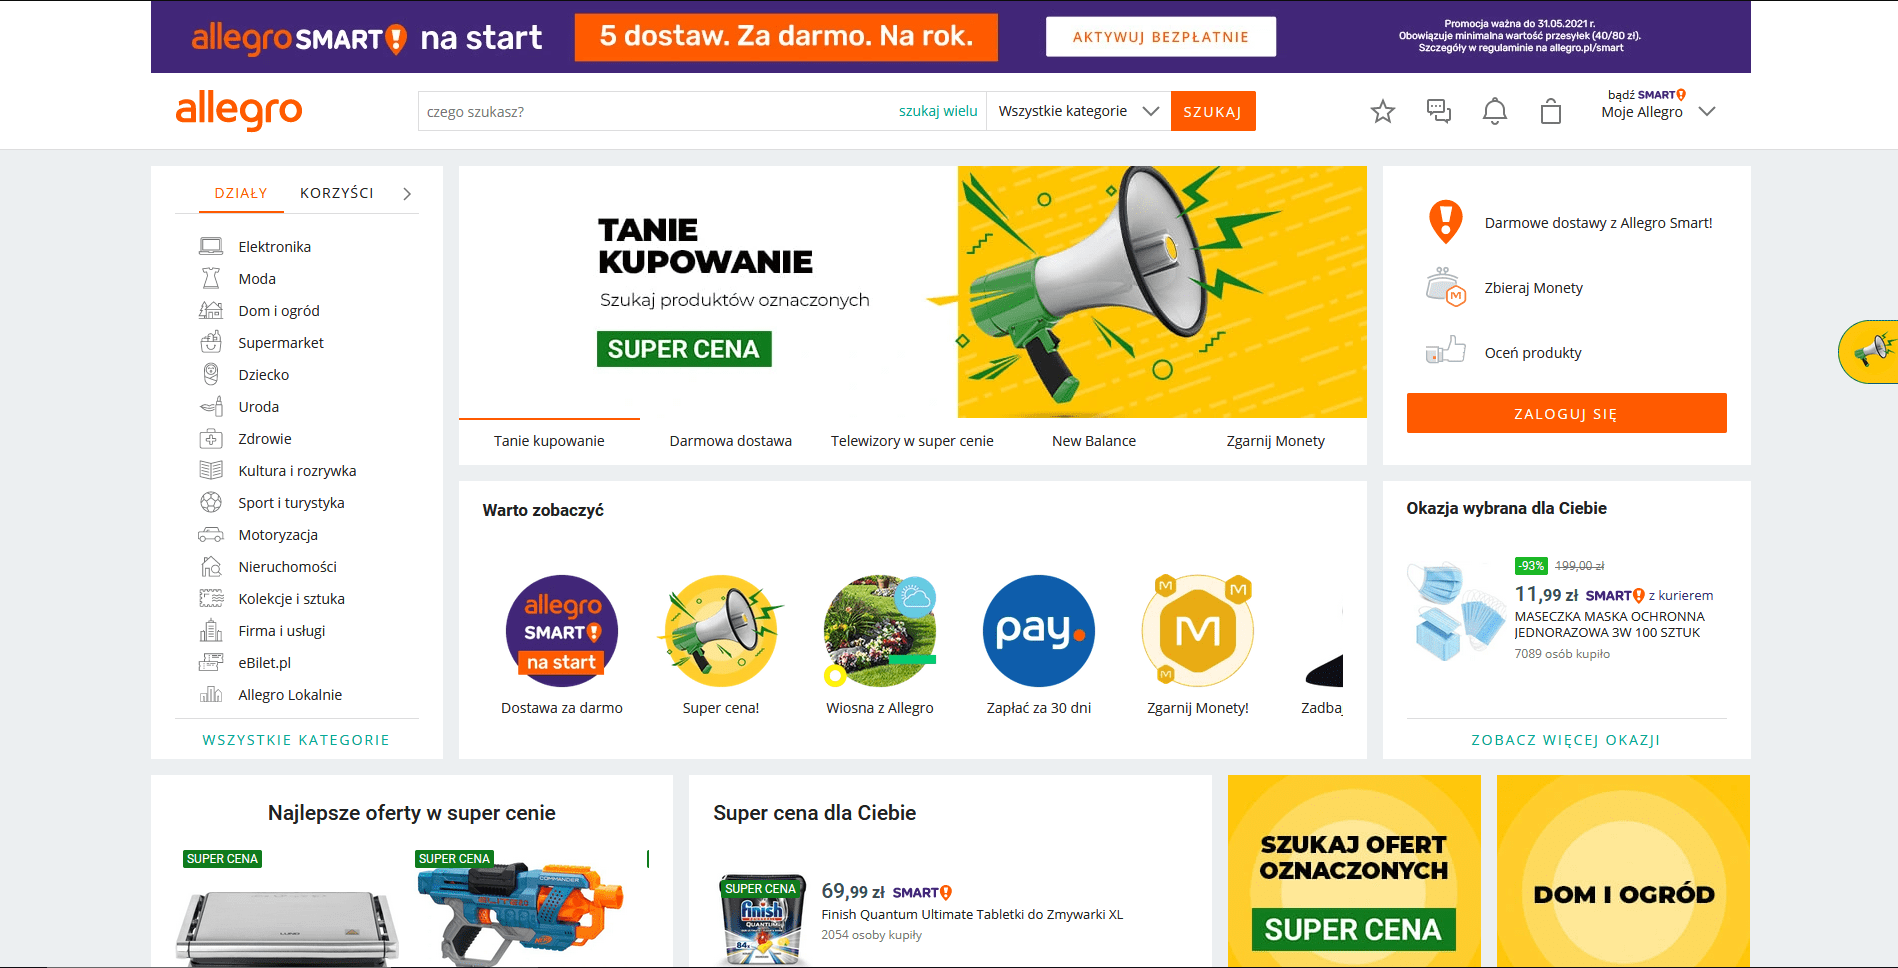 allegro SMART! na start
5 dostaw. Za darmo. Na rok.
AKTYWUJ BEZPŁATNIE
Promocja ważna do 31.05.2021 r.
Obowiązuje minimalna wartość przesyłek (40/80 zł).
Szczegóły w regulaminie na allegro.pl/smart
allegro
czego szukasz?
szukaj wielu
Wszystkie kategorie
SZUKAJ
bądź SMART!
Moje Allegro
DZIAŁY
KORZYŚCI
Elektronika
Moda
Dom i ogród
Supermarket
Dziecko
Uroda
Zdrowie
Kultura i rozrywka
Sport i turystyka
Motoryzacja
Nieruchomości
Kolekcje i sztuka
Firma i usługi
eBilet.pl
Allegro Lokalnie
WSZYSTKIE KATEGORIE
TANIE
KUPOWANIE
Szukaj produktów oznaczonych
SUPER CENA
Tanie kupowanie
Darmowa dostawa
Telewizory w super cenie
New Balance
Zgarnij Monety
Darmowe dostawy z Allegro Smart!
M
Zbieraj Monety
Oceń produkty
ZALOGUJ SIĘ
Warto zobaczyć
allegro
SMART!
na start
Dostawa za darmo
Super cena!
Wiosna z Allegro
pay.
Zapłać za 30 dni
M
M
M
M
Zgarnij Monety!
Zadbaj
Okazja wybrana dla Ciebie
-93% 199,00 zł
11,99 zł SMART! z kurierem
MASECZKA MASKA OCHRONNA
JEDNORAZOWA 3W 100 SZTUK
7089 osób kupiło
ZOBACZ WIĘCEJ OKAZJI
Najlepsze oferty w super cenie
SUPER CENA
LUND
SUPER CENA
COMMANDER
NERF
Super cena dla Ciebie
SUPER CENA
finish
QUANTUM
84x
69,99 zł SMART!
Finish Quantum Ultimate Tabletki do Zmywarki XL
2054 osoby kupiły
SZUKAJ OFERT
OZNACZONYCH
SUPER CENA
DOM I OGRÓD